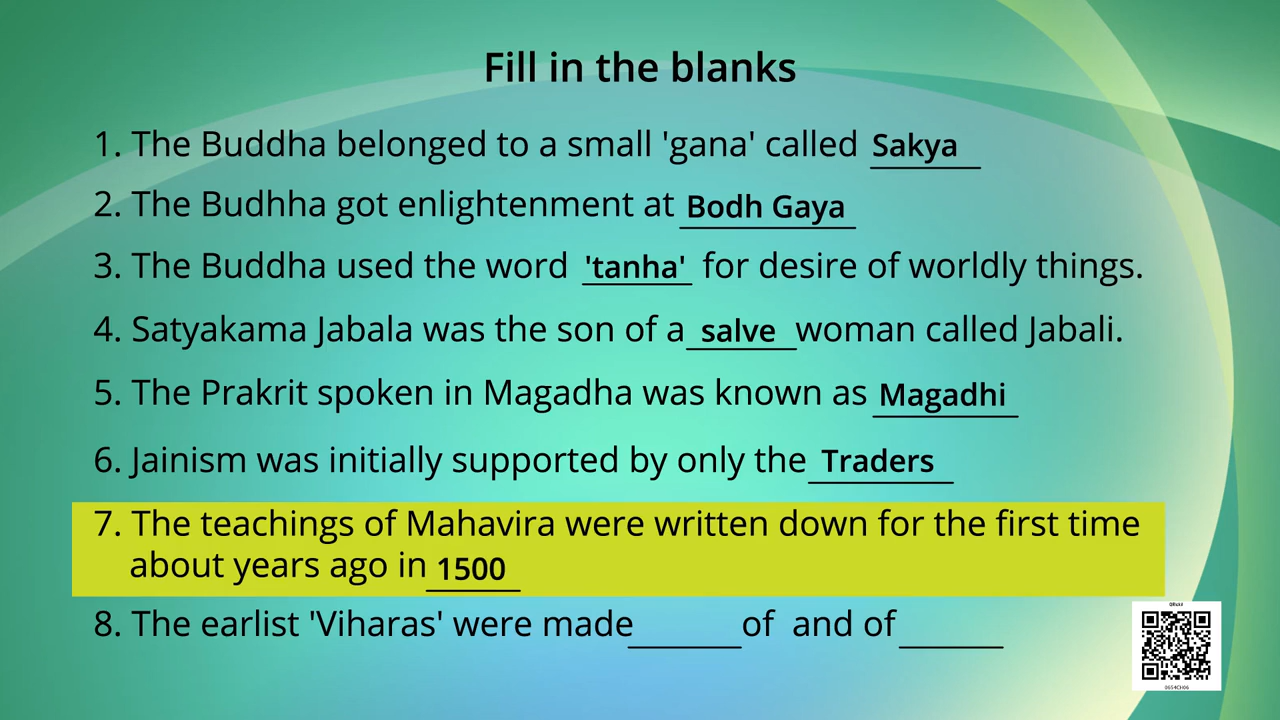 Fill in the blanks
1. The Buddha belonged to a small 'gana' called Sakya
2. The Budhha got enlightenment at Bodh Gaya
3. The Buddha used the word 'tanha' for desire of worldly things.
4. Satyakama Jabala was the son of a salve woman called Jabali.
5. The Prakrit spoken in Magadha was known as Magadhi
6. Jainism was initially supported by only the Traders
7. The teachings of Mahavira were written down for the first time
about years ago in 1500
8. The earlist 'Viharas' were made______of and of______
0654CH06